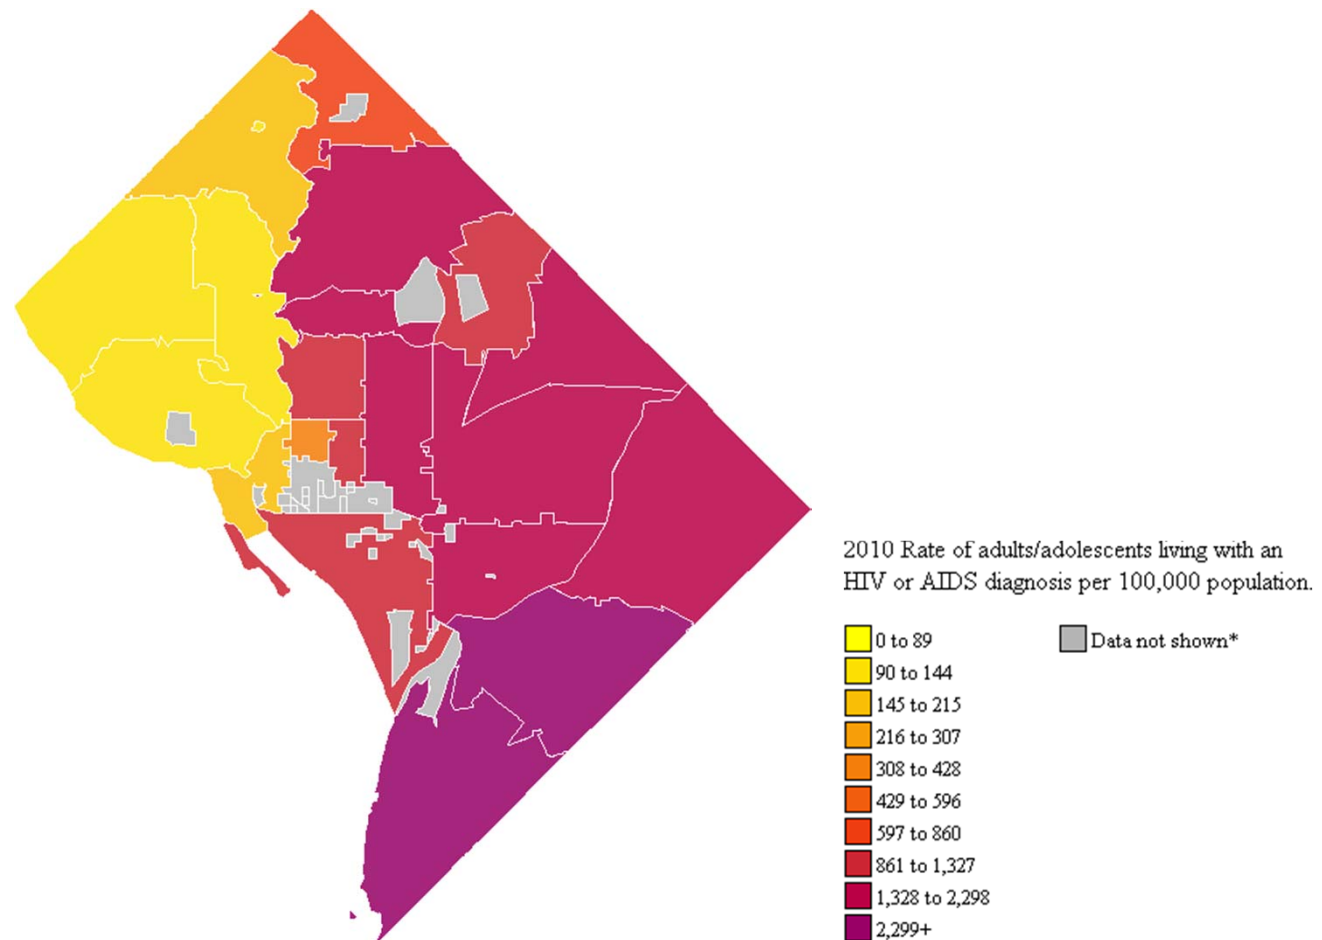 2010 Rate of adults/adolescents living with an
HIV or AIDS diagnosis per 100,000 population.
0 to 89
Data not shown*
90 to 144
145 to 215
216 to 307
308 to 428
429 to 596
597 to 860
861 to 1,327
1,328 to 2,298
2,299+